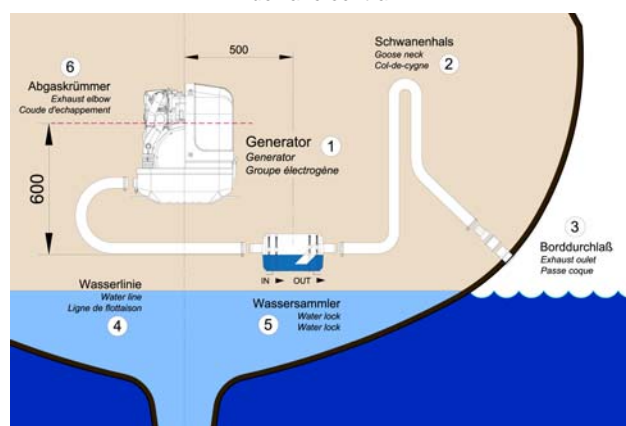 500
6
Abgaskrümmer
Exhaust elbow
Coude d'echappement
Schwanenhals
Goose neck
Col-de-cygne
2
Generator
Generator
Groupe électrogène
1
600
3
Borddurchlaß
Exhaust oulet
Passe coque
IN
OUT
Wasserlinie
Water line
Ligne de flottaison
4
Wassersammler
Water lock
Water lock
5